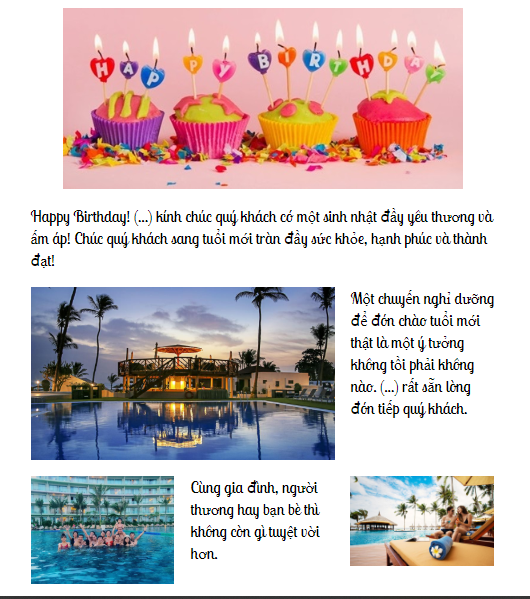 HAPPY BIRTHDAY
Happy Birthday! (...) kính chúc quý khách có một sinh nhật đầy yêu thương và
ấm áp! Chúc quý khách sang tuổi mới tràn đầy sức khỏe, hạnh phúc và thành
đạt!
Một chuyến nghỉ dưỡng
để đón chào tuổi mới
thật là một ý tưởng
không tồi phải không
nào. (...) rất sẵn lòng
đón tiếp quý khách.
Cùng gia đình, người
thương hay bạn bè thì
không còn gì tuyệt vời
hơn.